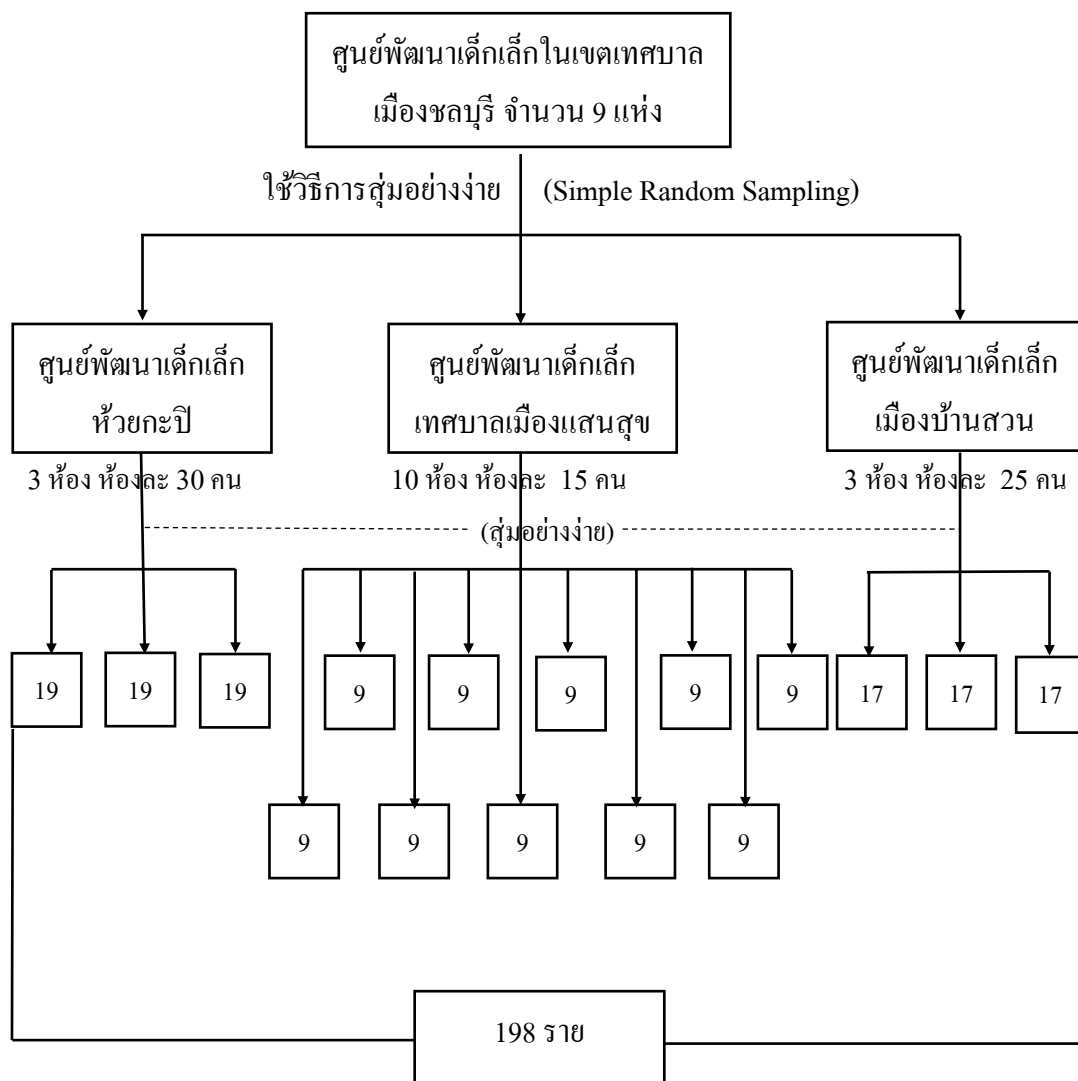 ศูนย์พัฒนาเด็กเล็กในเขตเทศบาล
เมืองชลบุรี จำนวน 9 แห่ง
ใช้วิธีการสุ่มอย่างง่าย (Simple Random Sampling)
ศูนย์พัฒนาเด็กเล็ก
ห้วยกะปิ
ศูนย์พัฒนาเด็กเล็ก
เทศบาลเมืองแสนสุข
ศูนย์พัฒนาเด็กเล็ก
เมืองบ้านสวน
3 ห้อง ห้องละ 30 คน
10 ห้อง ห้องละ 15 คน
3 ห้อง ห้องละ 25 คน
(สุ่มอย่างง่าย)
19 19 19 9 9 9 9 9 17 17 17
9 9 9 9 9
198 ราย